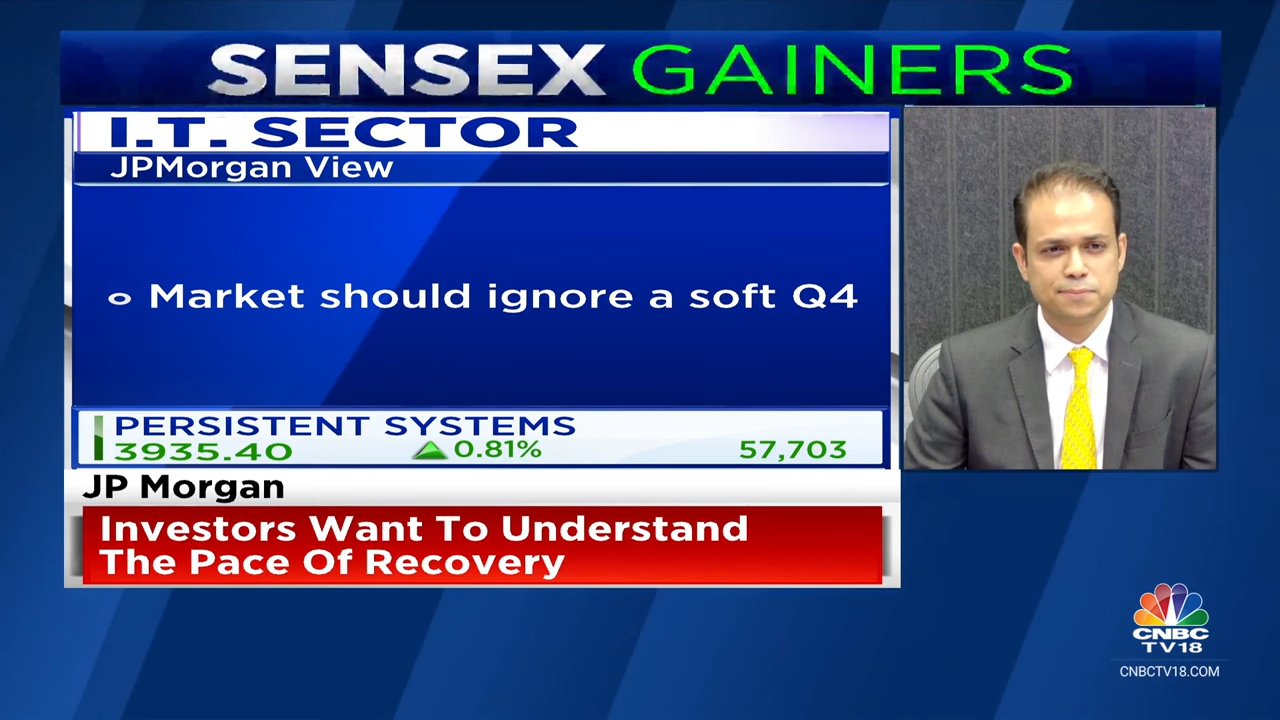 SENSEX GAINERS
I.T. SECTOR
JPMorgan View
Market should ignore a soft Q4
PERSISTENT SYSTEMS
3935.40 0.81% 57,703
JP Morgan
Investors Want To Understand
The Pace Of Recovery
CNBC
TV18
CNBCTV18.COM